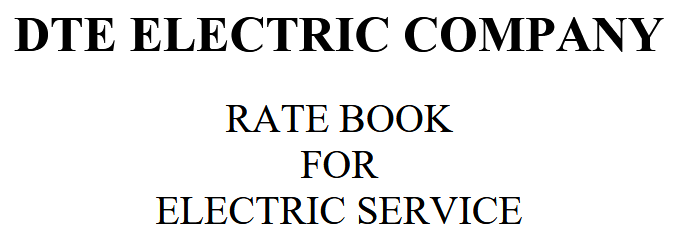 DTE ELECTRIC COMPANY
RATE BOOK
FOR
ELECTRIC SERVICE